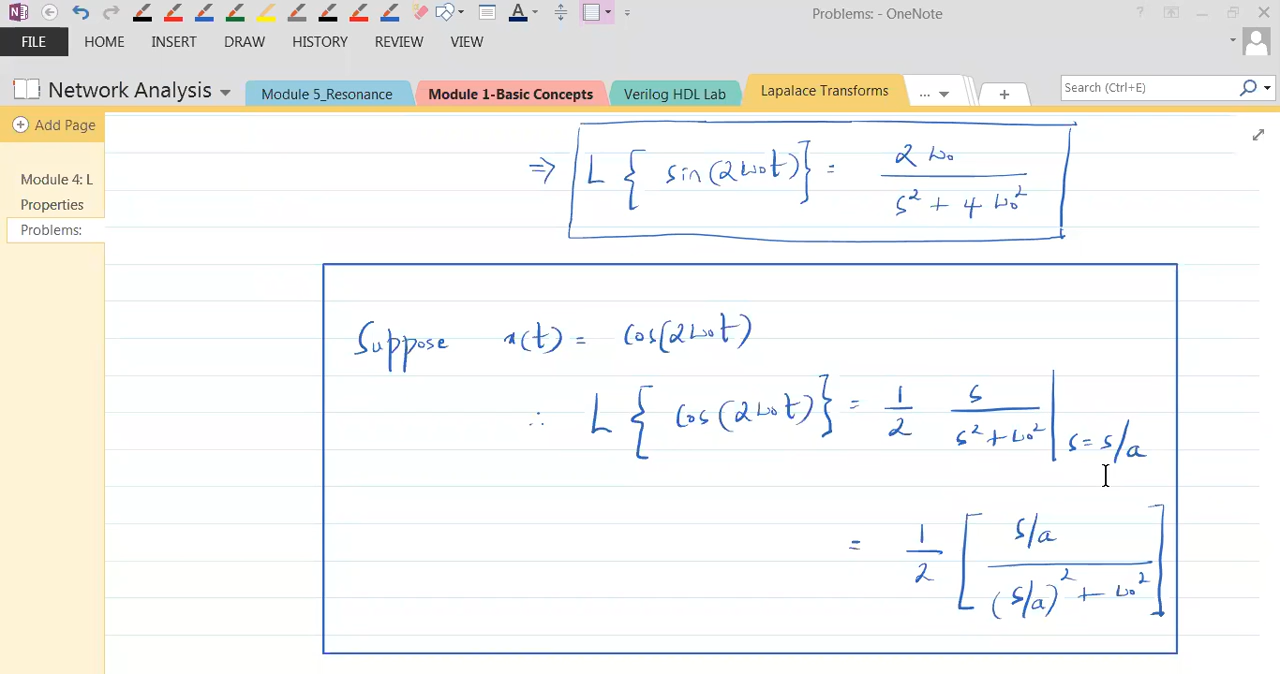 Problems: - OneNote
FILE HOME INSERT DRAW HISTORY REVIEW VIEW
Network Analysis Module 5_Resonance Module 1-Basic Concepts Verilog HDL Lab Lapalace Transforms ... + Search (Ctrl+E)
Add Page
Module 4: L
Properties
Problems:
⇒ L { sin(2ω₀t)} = 2ω₀ / (s² + 4ω₀²)
Suppose x(t) = cos(2ω₀t)
∴ L { cos(2ω₀t)} = 1/2 s/(s² + ω₀²) | s = s/a
= 1/2 [ s/a / ((s/a)² + ω₀²) ]